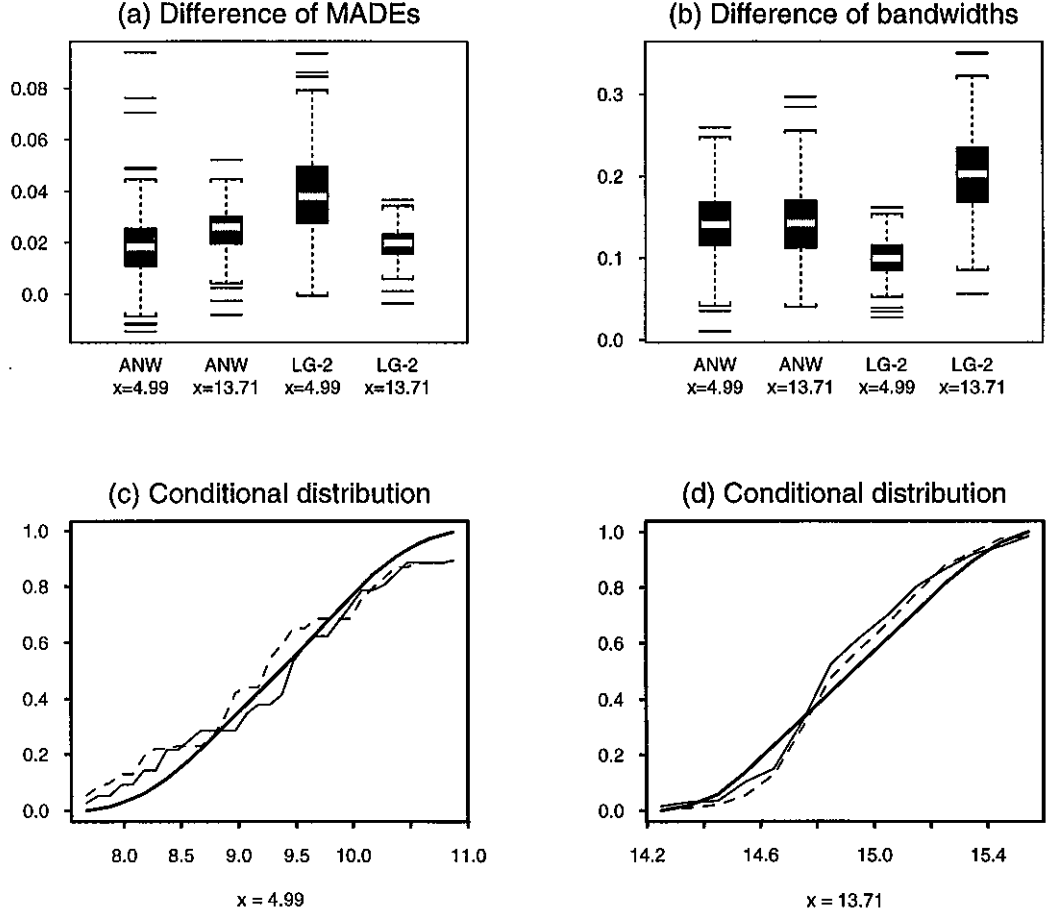 (a) Difference of MADEs
(b) Difference of bandwidths
0.08
0.06
0.04
0.02
0.0
0.3
0.2
0.1
0.0
ANW ANW LG-2 LG-2
x=4.99 x=13.71 x=4.99 x=13.71
ANW ANW LG-2 LG-2
x=4.99 x=13.71 x=4.99 x=13.71
(c) Conditional distribution
(d) Conditional distribution
1.0
0.8
0.6
0.4
0.2
0.0
8.0 8.5 9.0 9.5 10.0 11.0
x = 4.99
1.0
0.8
0.6
0.4
0.2
0.0
14.2 14.6 15.0 15.4
x = 13.71